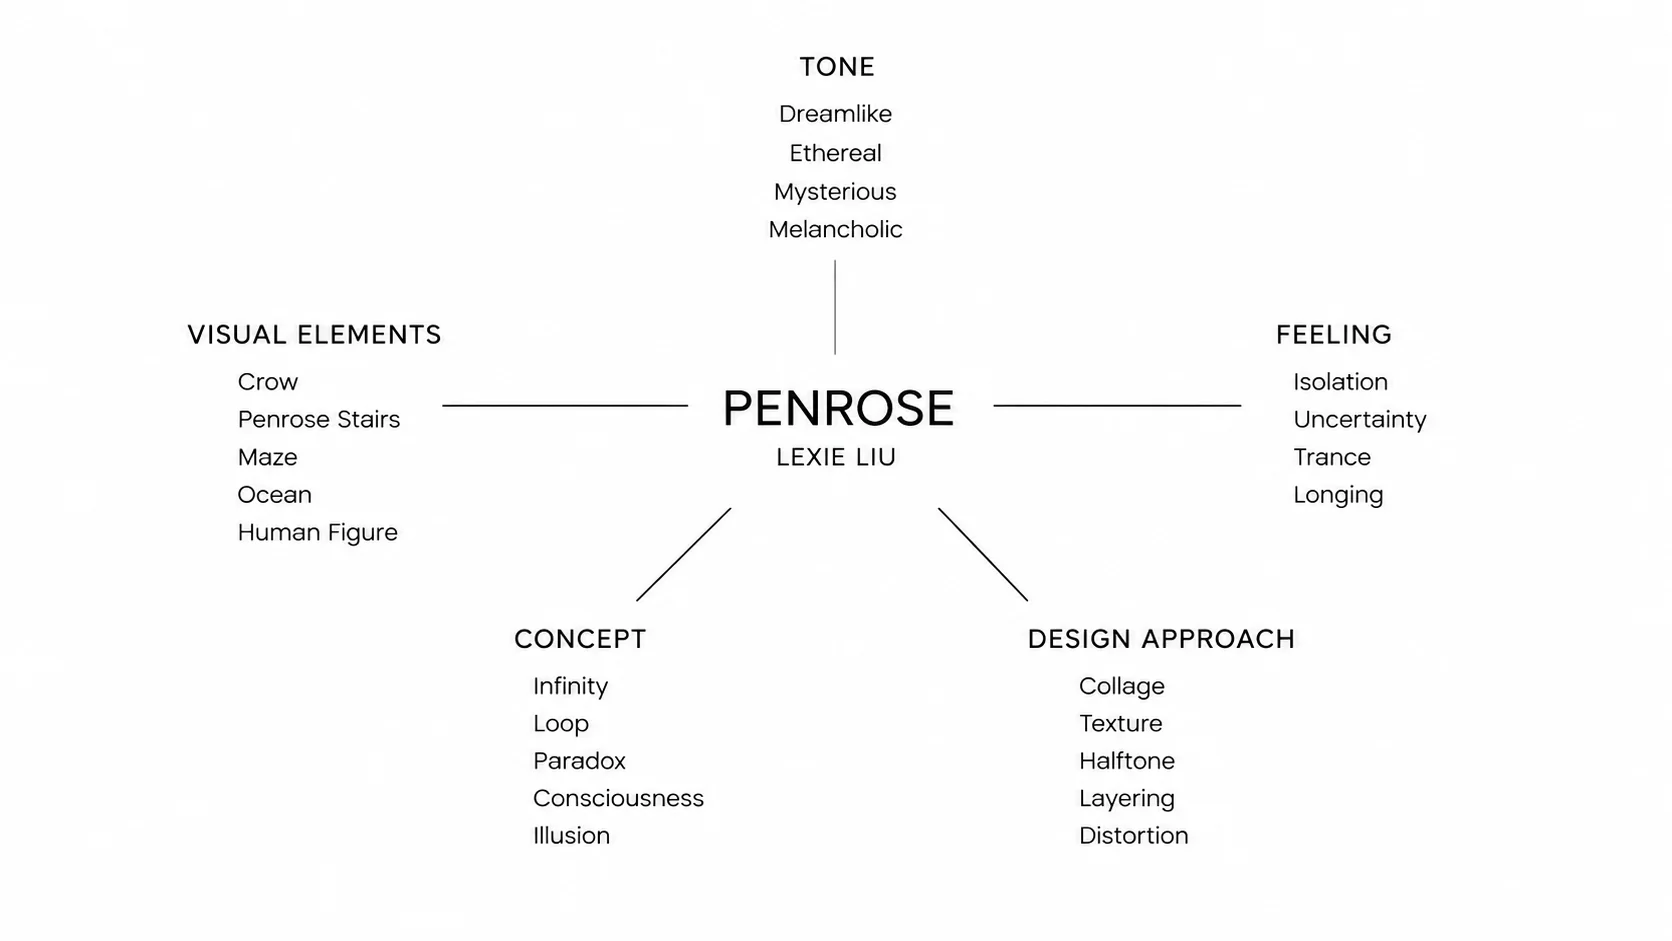 TONE
Dreamlike
Ethereal
Mysterious
Melancholic
VISUAL ELEMENTS
Crow
Penrose Stairs
Maze
Ocean
Human Figure
PENROSE
LEXIE LIU
FEELING
Isolation
Uncertainty
Trance
Longing
CONCEPT
Infinity
Loop
Paradox
Consciousness
Illusion
DESIGN APPROACH
Collage
Texture
Halftone
Layering
Distortion